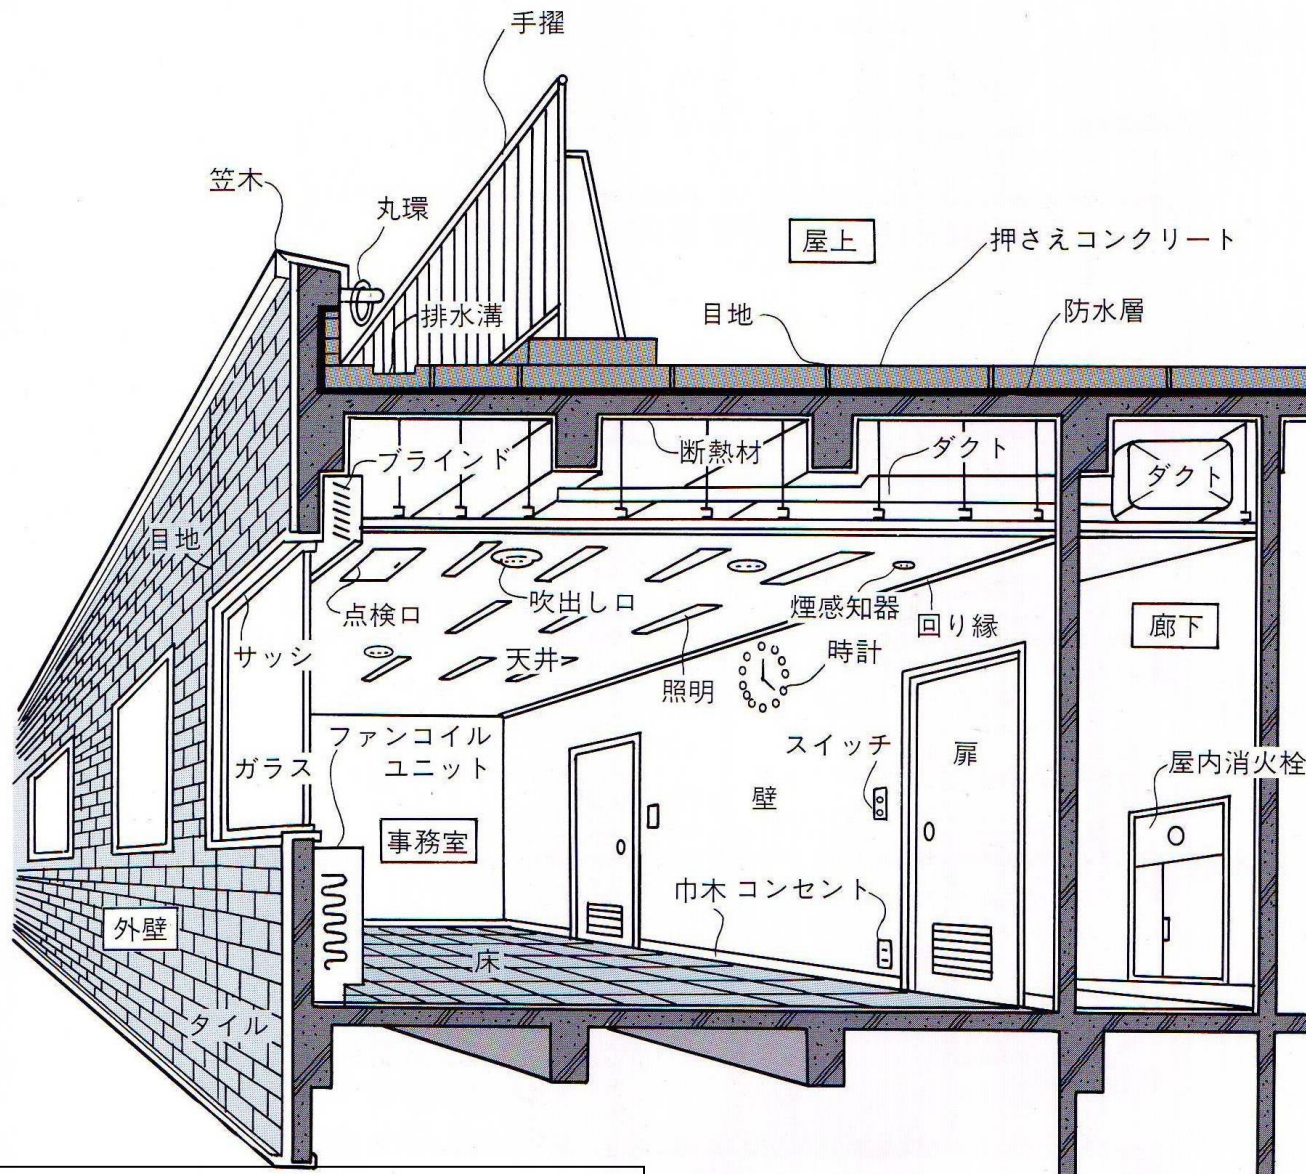 手擢
笠木
丸環
屋上
押さえコンクリート
排水溝
目地
防水層
ブラインド
断熱材
ダクト
ダクト
目地
点検口
吹出し口
煙感知器
回り縁
廊下
サッシ
天井
照明
時計
ファンコイル
ユニット
ガラス
スイッチ
扉
屋内消火栓
壁
事務室
巾木
コンセント
外壁
床
タイル